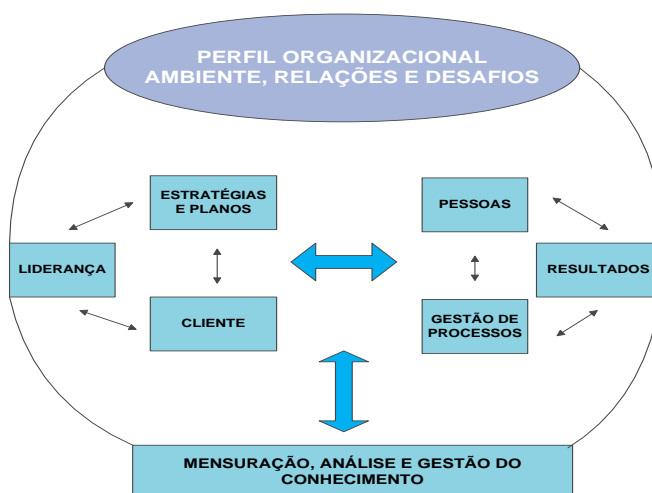 PERFIL ORGANIZACIONAL
AMBIENTE, RELAÇÕES E DESAFIOS
ESTRATÉGIAS
E PLANOS
PESSOAS
LIDERANÇA
RESULTADOS
CLIENTE
GESTÃO DE
PROCESSOS
MENSURAÇÃO, ANÁLISE E GESTÃO DO
CONHECIMENTO